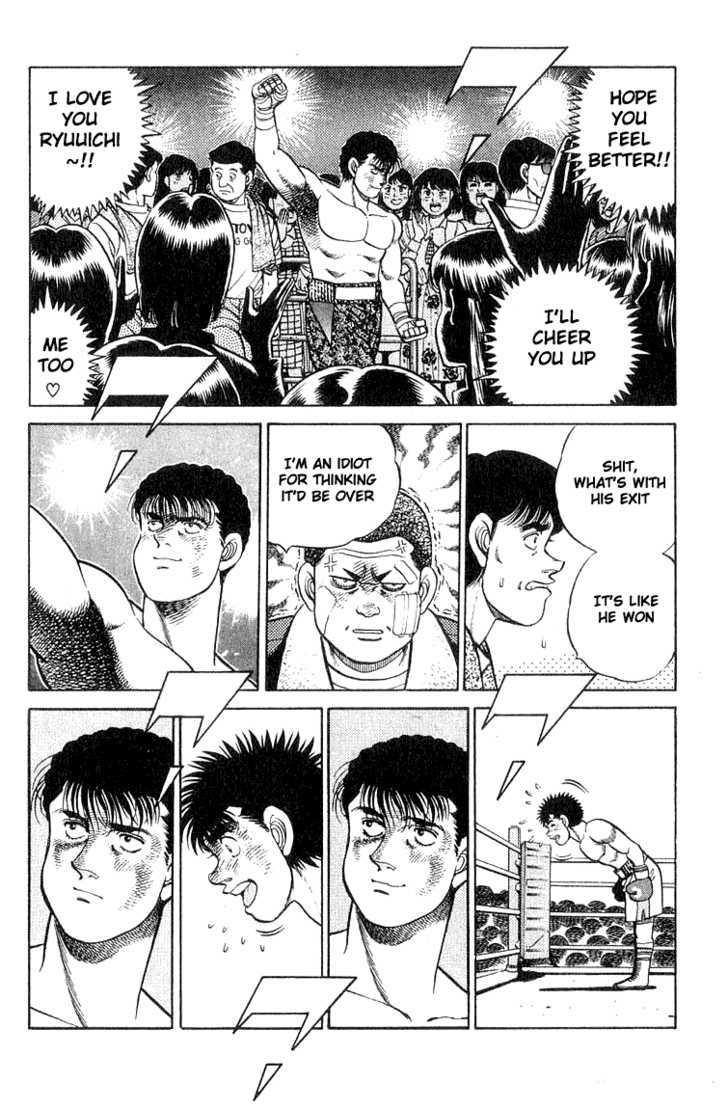 HOPE
YOU
FEEL
BETTER!!
I LOVE
YOU
RYUUICHI
~!!
I'LL
CHEER
YOU UP
ME
TOO
♡
SHIT,
WHAT'S WITH
HIS EXIT
IT'S LIKE
HE WON
I'M AN IDIOT
FOR THINKING
IT'D BE OVER